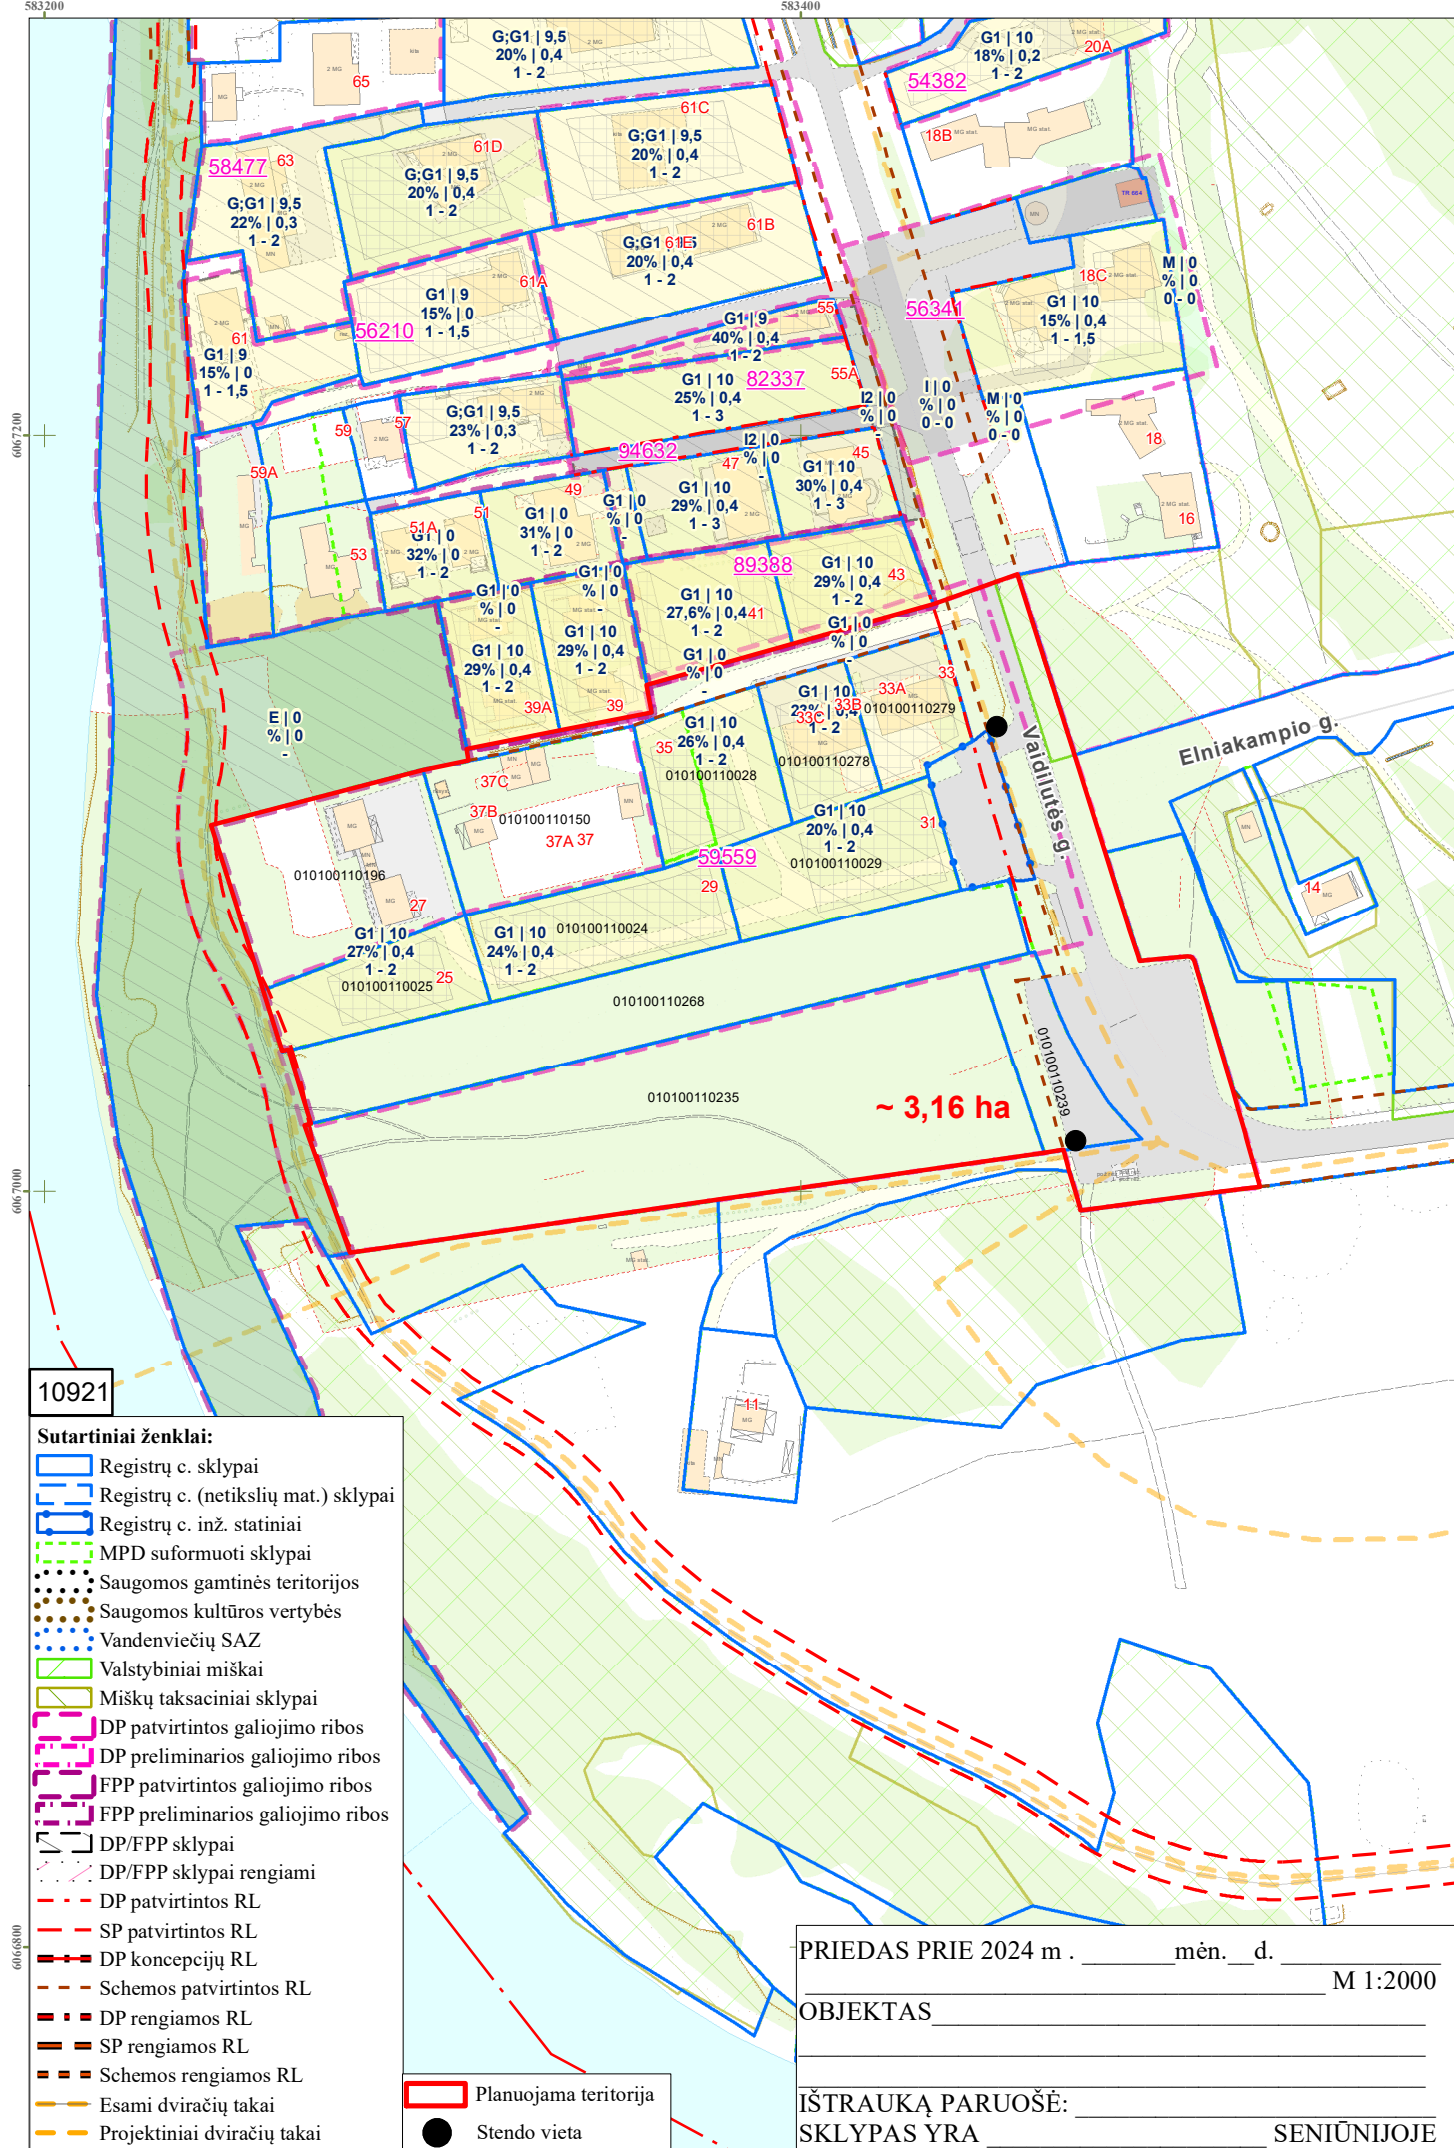 583200
583400
G;G1 | 9,5
20% | 0,4
1 - 2
G1 | 10
18% | 0,2
1 - 2
20A
54382
65
61C
18B
G;G1 | 9,5
20% | 0,4
1 - 2
61D
63
58477
G;G1 | 9,5
20% | 0,4
1 - 2
TR 664
G;G1 | 9,5
22% | 0,3
1 - 2
61B
61E
20% | 0,4
1 - 2
M | 0
% | 0
0 - 0
18C
61A
G1 | 9
15% | 0
1 - 1,5
G1 | 10
15% | 0,4
1 - 1,5
55
56341
56210
61
G1 | 9
40% | 0,4
1 - 2
G1 | 9
15% | 0
1 - 1,5
82337
55A
G1 | 10
25% | 0,4
1 - 3
I2 | 0
% | 0
-
I | 0
% | 0
0 - 0
M | 0
% | 0
0 - 0
G;G1 | 9,5
23% | 0,3
1 - 2
57
59
6067200
18
94632
I2 | 0
% | 0
-
45
47
59A
G1 | 10
30% | 0,4
1 - 3
49
G1 | 10
29% | 0,4
1 - 3
G1 | 0
% | 0
-
51
G1 | 0
31% | 0
1 - 2
16
51A
G1 | 0
32% | 0
1 - 2
53
89388
G1 | 10
29% | 0,4
1 - 2
43
G1 | 0
% | 0
-
G1 | 0
% | 0
-
G1 | 10
27,6% | 0,4
1 - 2
41
G1 | 0
% | 0
-
G1 | 10
29% | 0,4
1 - 2
G1 | 10
29% | 0,4
1 - 2
G1 | 0
% | 0
-
33
33A
39A
39
G1 | 10
1 - 2
33B
33C
010100110279
E | 0
% | 0
-
G1 | 10
26% | 0,4
1 - 2
35
Vaidilutės g.
Elniakampio g.
010100110278
010100110028
37C
37B
010100110150
37A 37
G1 | 10
20% | 0,4
1 - 2
31
59559
010100110029
010100110196
29
14
27
010100110024
G1 | 10
27% | 0,4
1 - 2
G1 | 10
24% | 0,4
1 - 2
25
010100110025
010100110268
010100110239
010100110235
~ 3,16 ha
6067000
10921
11
Sutartiniai ženklai:
Registrų c. sklypai
Registrų c. (netikslių mat.) sklypai
Registrų c. inž. statiniai
MPD suformuoti sklypai
Saugomos gamtinės teritorijos
Saugomos kultūros vertybės
Vandenviečių SAZ
Valstybiniai miškai
Miškų taksaciniai sklypai
DP patvirtintos galiojimo ribos
DP preliminarios galiojimo ribos
FPP patvirtintos galiojimo ribos
FPP preliminarios galiojimo ribos
DP/FPP sklypai
DP/FPP sklypai rengiami
DP patvirtintos RL
SP patvirtintos RL
DP koncepcijų RL
Schemos patvirtintos RL
DP rengiamos RL
SP rengiamos RL
Schemos rengiamos RL
Esami dviračių takai
Projektiniai dviračių takai
Planuojama teritorija
Stendo vieta
6066800
PRIEDAS PRIE 2024 m . _______mėn.__d. ____________
_______________________________________ M 1:2000
OBJEKTAS_____________________________________
IŠTRAUKĄ PARUOŠĖ: ___________________________
SKLYPAS YRA _____________________ SENIŪNIJOJE